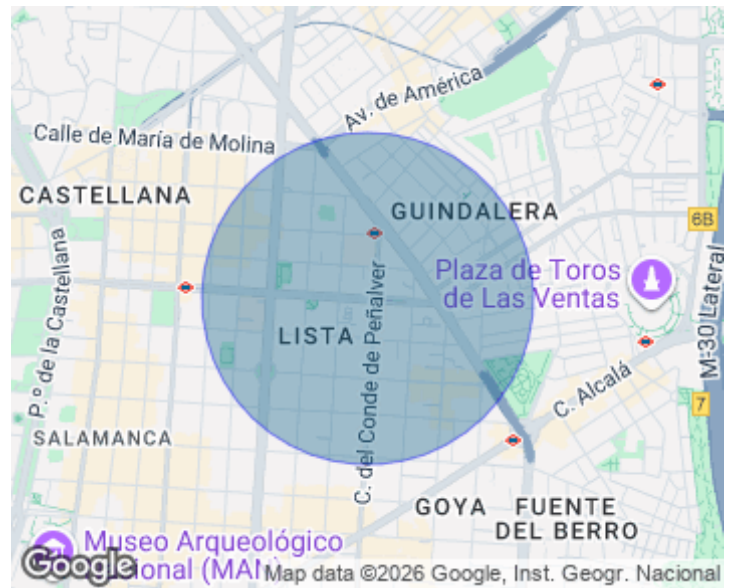 Av. de América
Calle de María de Molina
CASTELLANA
GUINDALERA
6B
P.º de la Castellana
Plaza de Toros
de Las Ventas
M-30 Lateral
LISTA
C. del Conde de Peñalver
C. Alcalá
7
SALAMANCA
GOYA
FUENTE
DEL BERRO
Museo Arqueológico
Nacional (MAN)
Google
Map data ©2026 Google, Inst. Geogr. Nacional